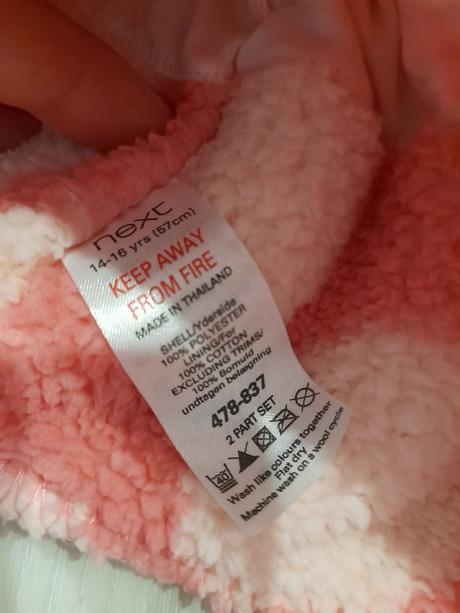 next
14-16 yrs (57cm)
KEEP AWAY
FROM FIRE
MADE IN THAILAND
SHELL/Yderside
100% POLYESTER
LINING/For
100% COTTON
EXCLUDING TRIMS/
100% Bomuld
undtagen belægning
478-837
2 PART SET
40
Wash like colours together
Flat dry
Machine wash on a wool cycle